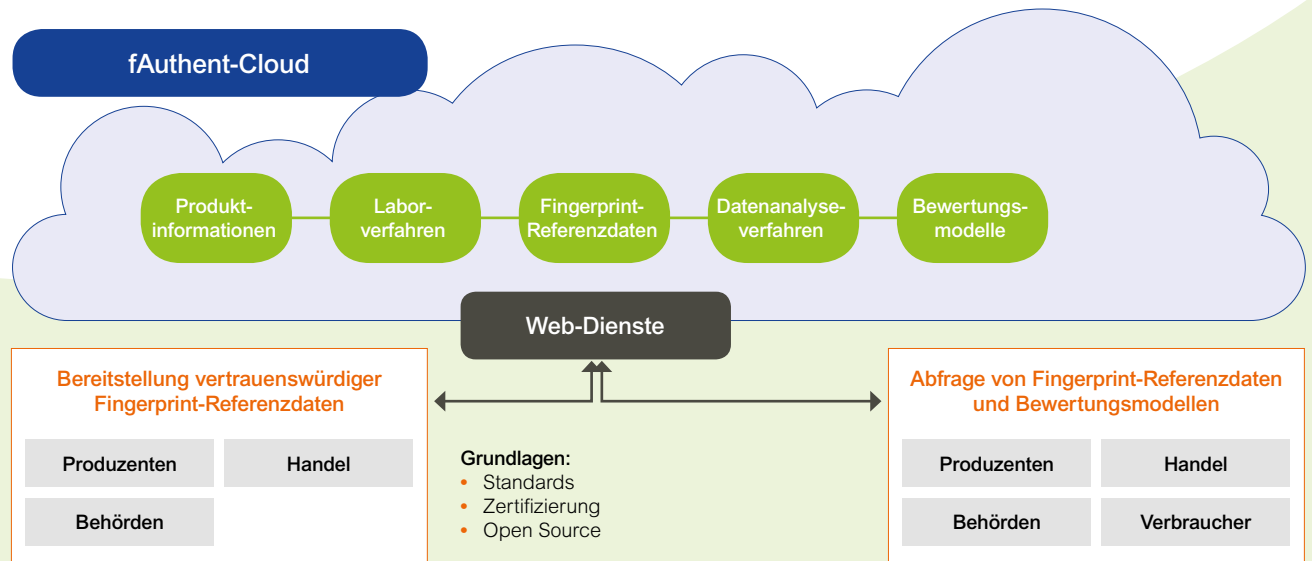 fAuthent-Cloud
Produkt-
informationen
Labor-
verfahren
Fingerprint-
Referenzdaten
Datenanalyse-
verfahren
Bewertungs-
modelle
Web-Dienste
Bereitstellung vertrauenswürdiger
Fingerprint-Referenzdaten
Produzenten
Handel
Behörden
Grundlagen:
• Standards
• Zertifizierung
• Open Source
Abfrage von Fingerprint-Referenzdaten
und Bewertungsmodellen
Produzenten
Handel
Behörden
Verbraucher